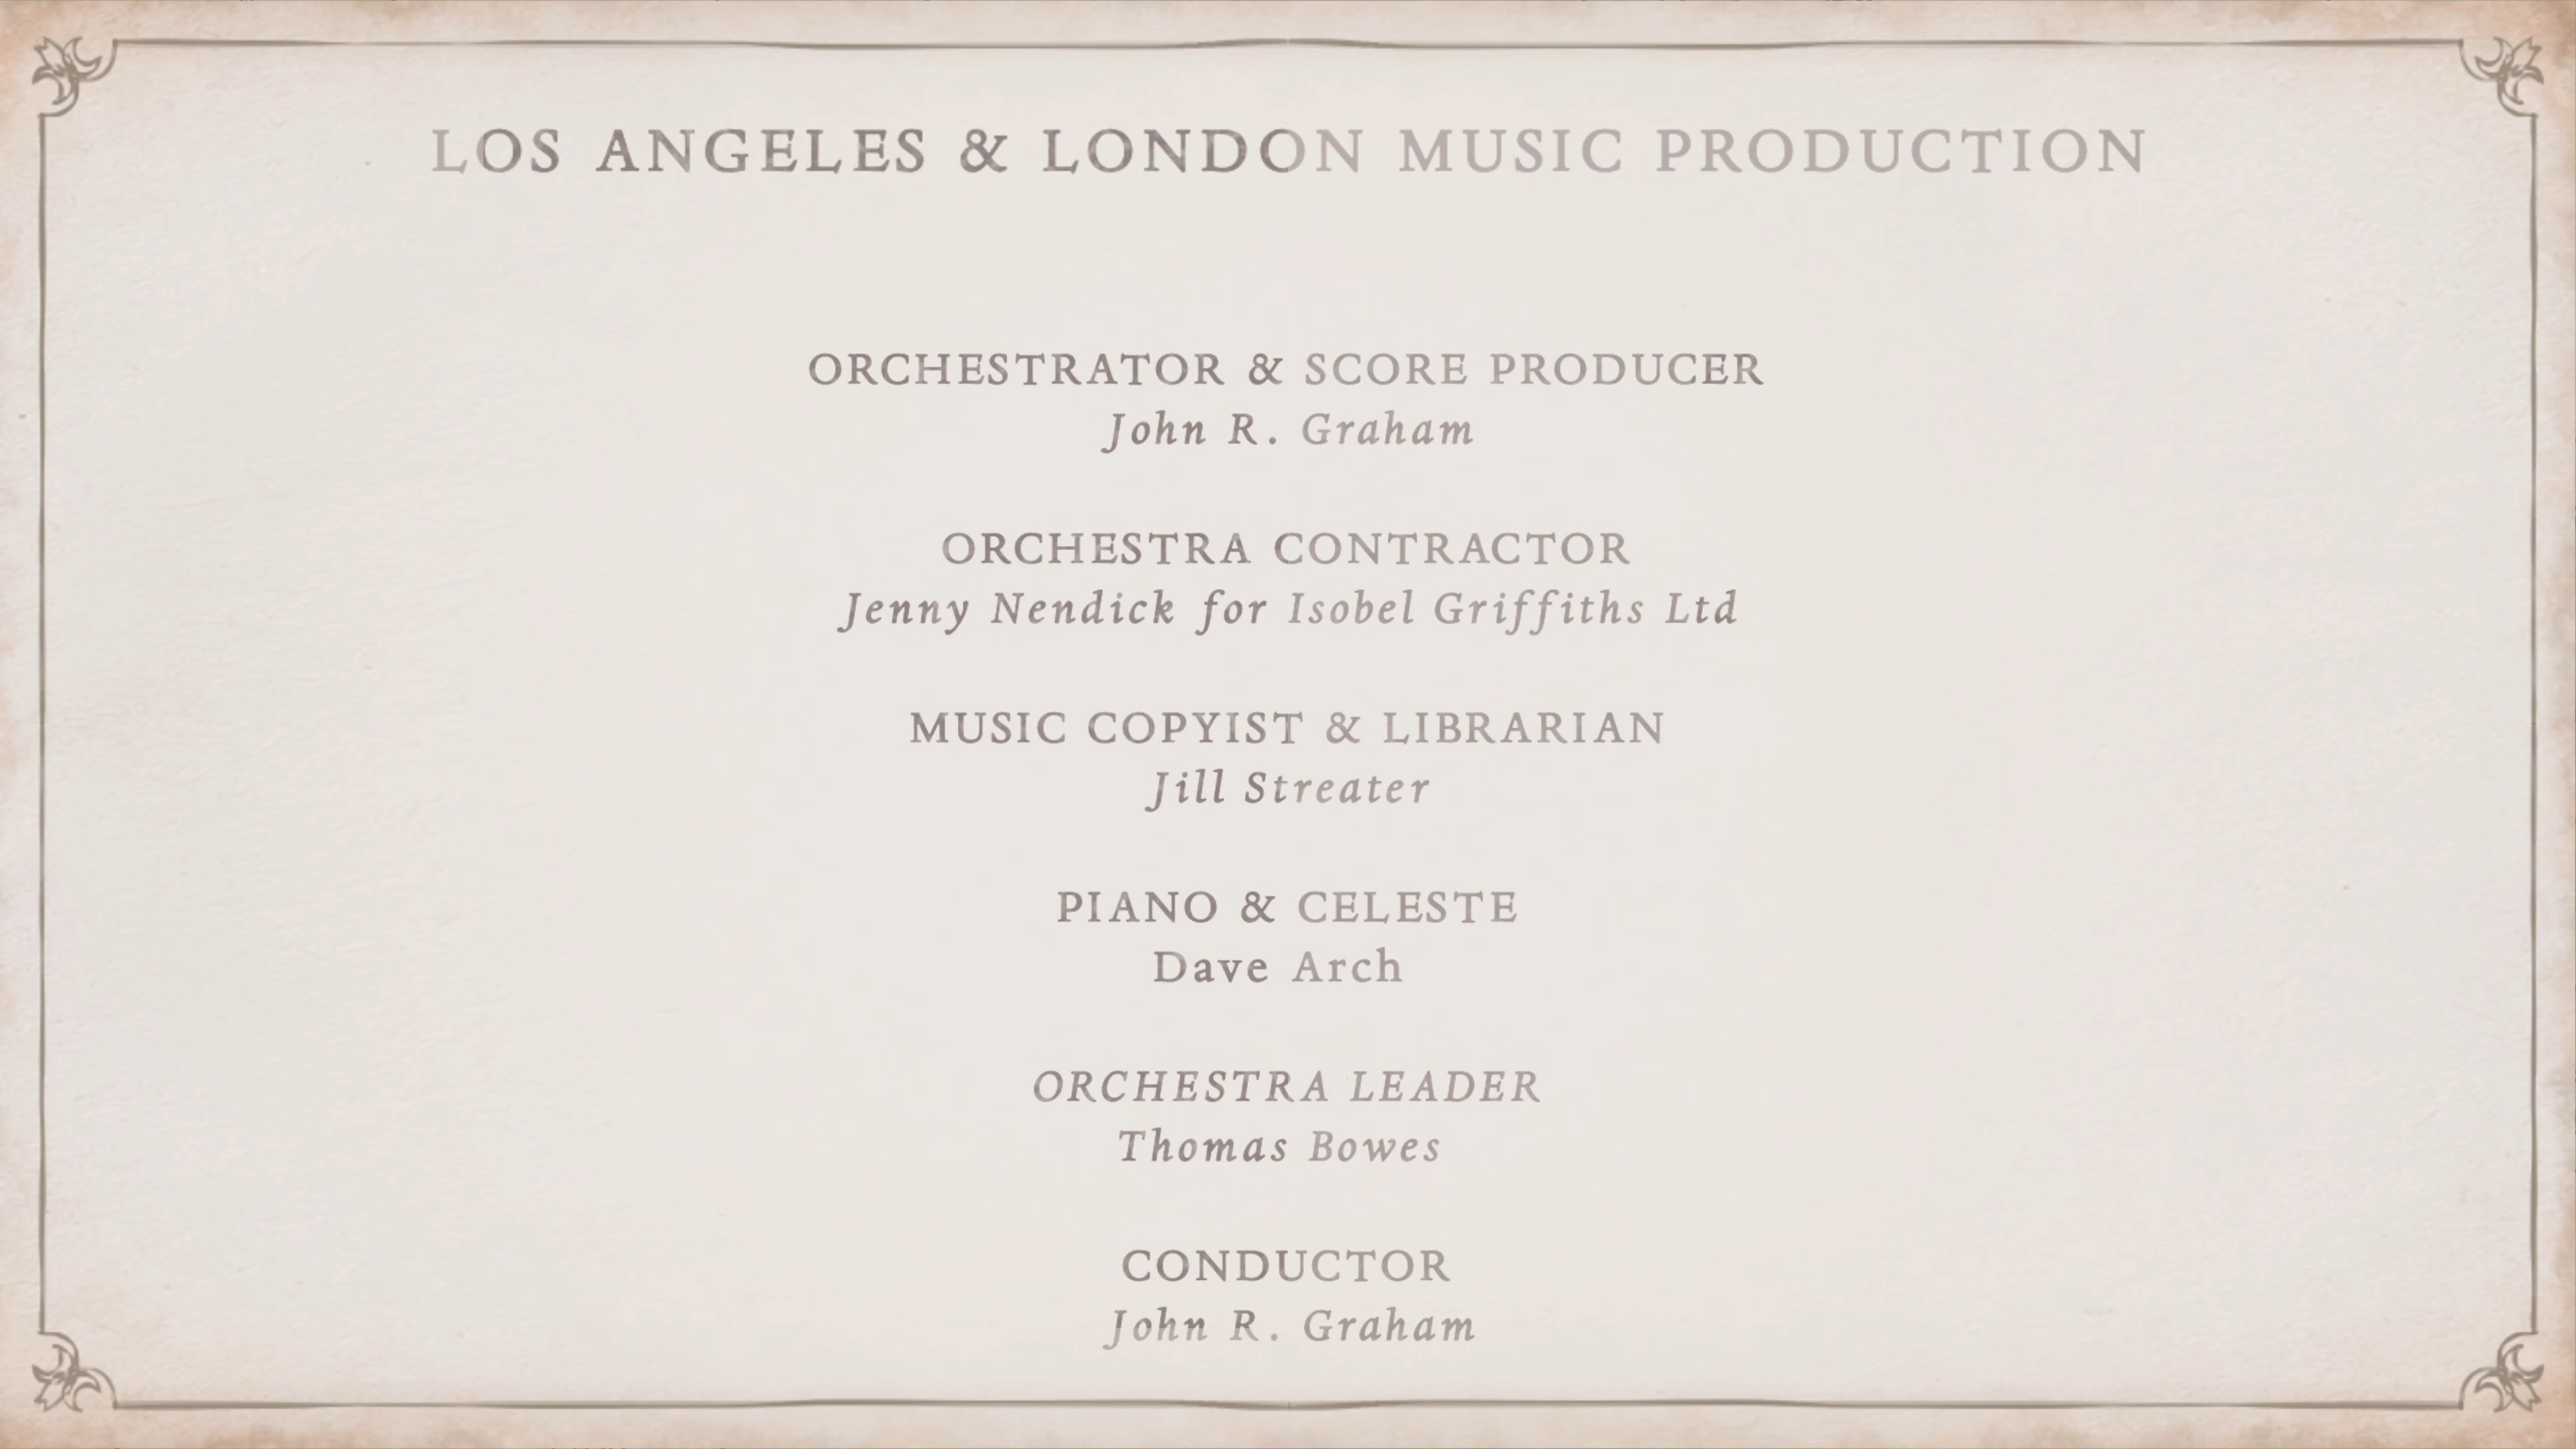 LOS ANGELES & LONDON MUSIC PRODUCTION
ORCHESTRATOR & SCORE PRODUCER
John R. Graham
ORCHESTRA CONTRACTOR
Jenny Nendick for Isobel Griffiths Ltd
MUSIC COPYIST & LIBRARIAN
Jill Streater
PIANO & CELESTE
Dave Arch
ORCHESTRA LEADER
Thomas Bowes
CONDUCTOR
John R. Graham